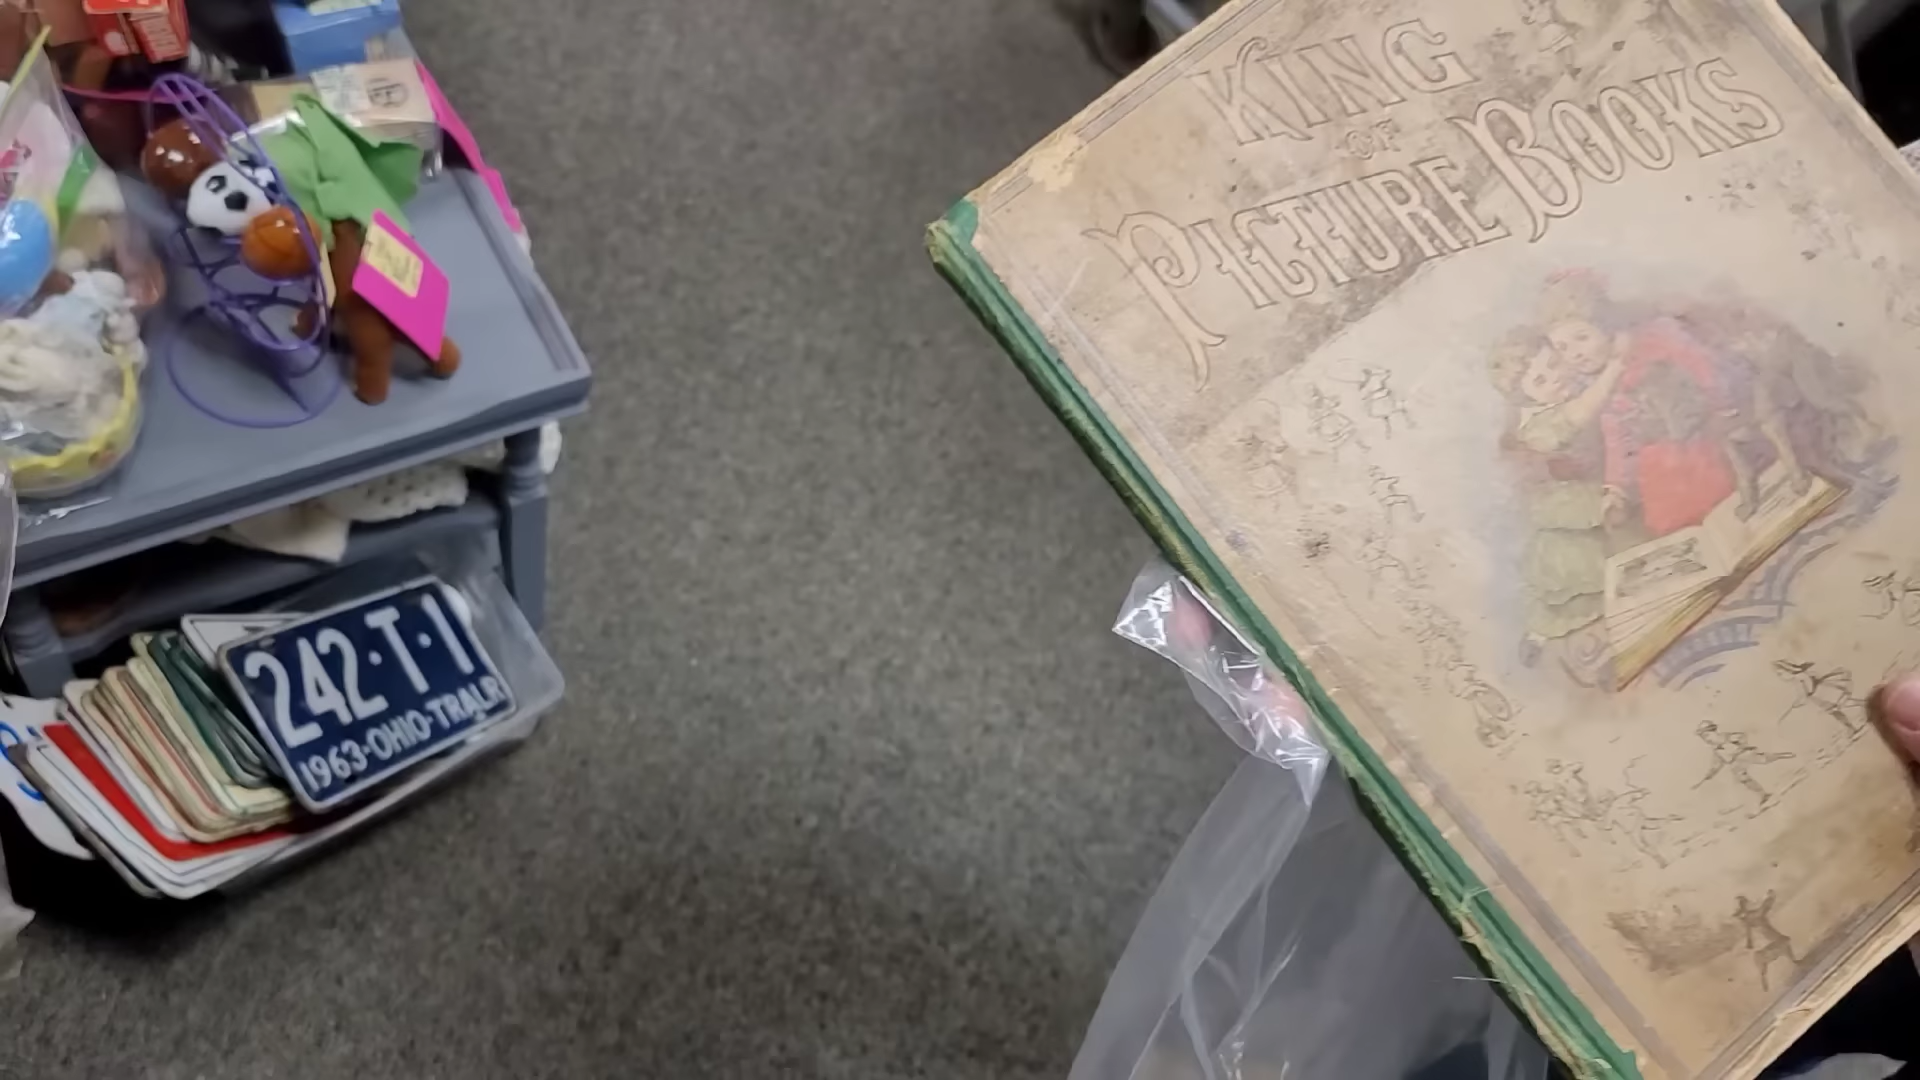 KING
OF
PICTURE BOOKS
242·T·1
1963-OHIO-TRALR